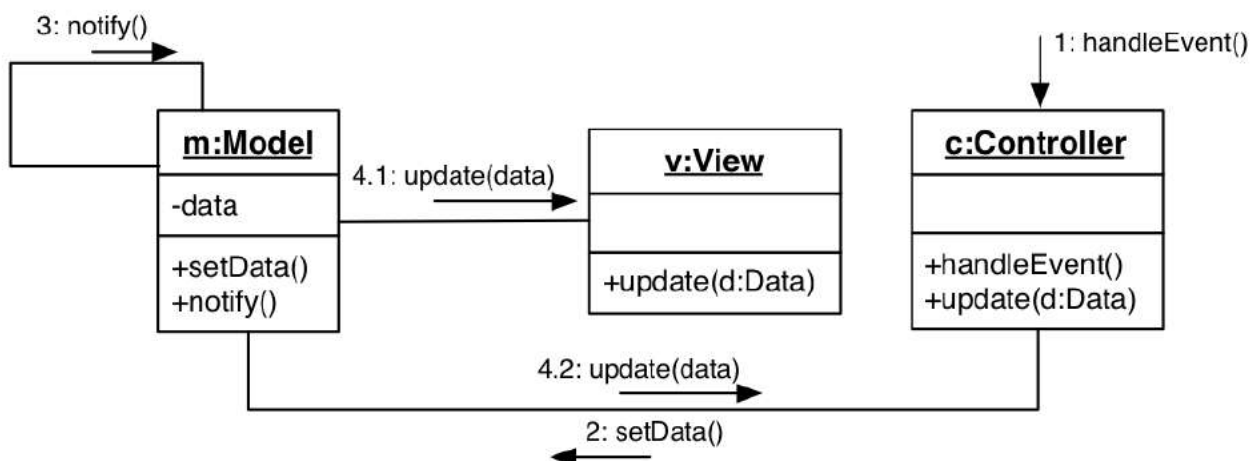 3: notify()
1: handleEvent()
m:Model
-data
+setData()
+notify()
4.1: update(data)
v:View
+update(d:Data)
c:Controller
+handleEvent()
+update(d:Data)
4.2: update(data)
2: setData()